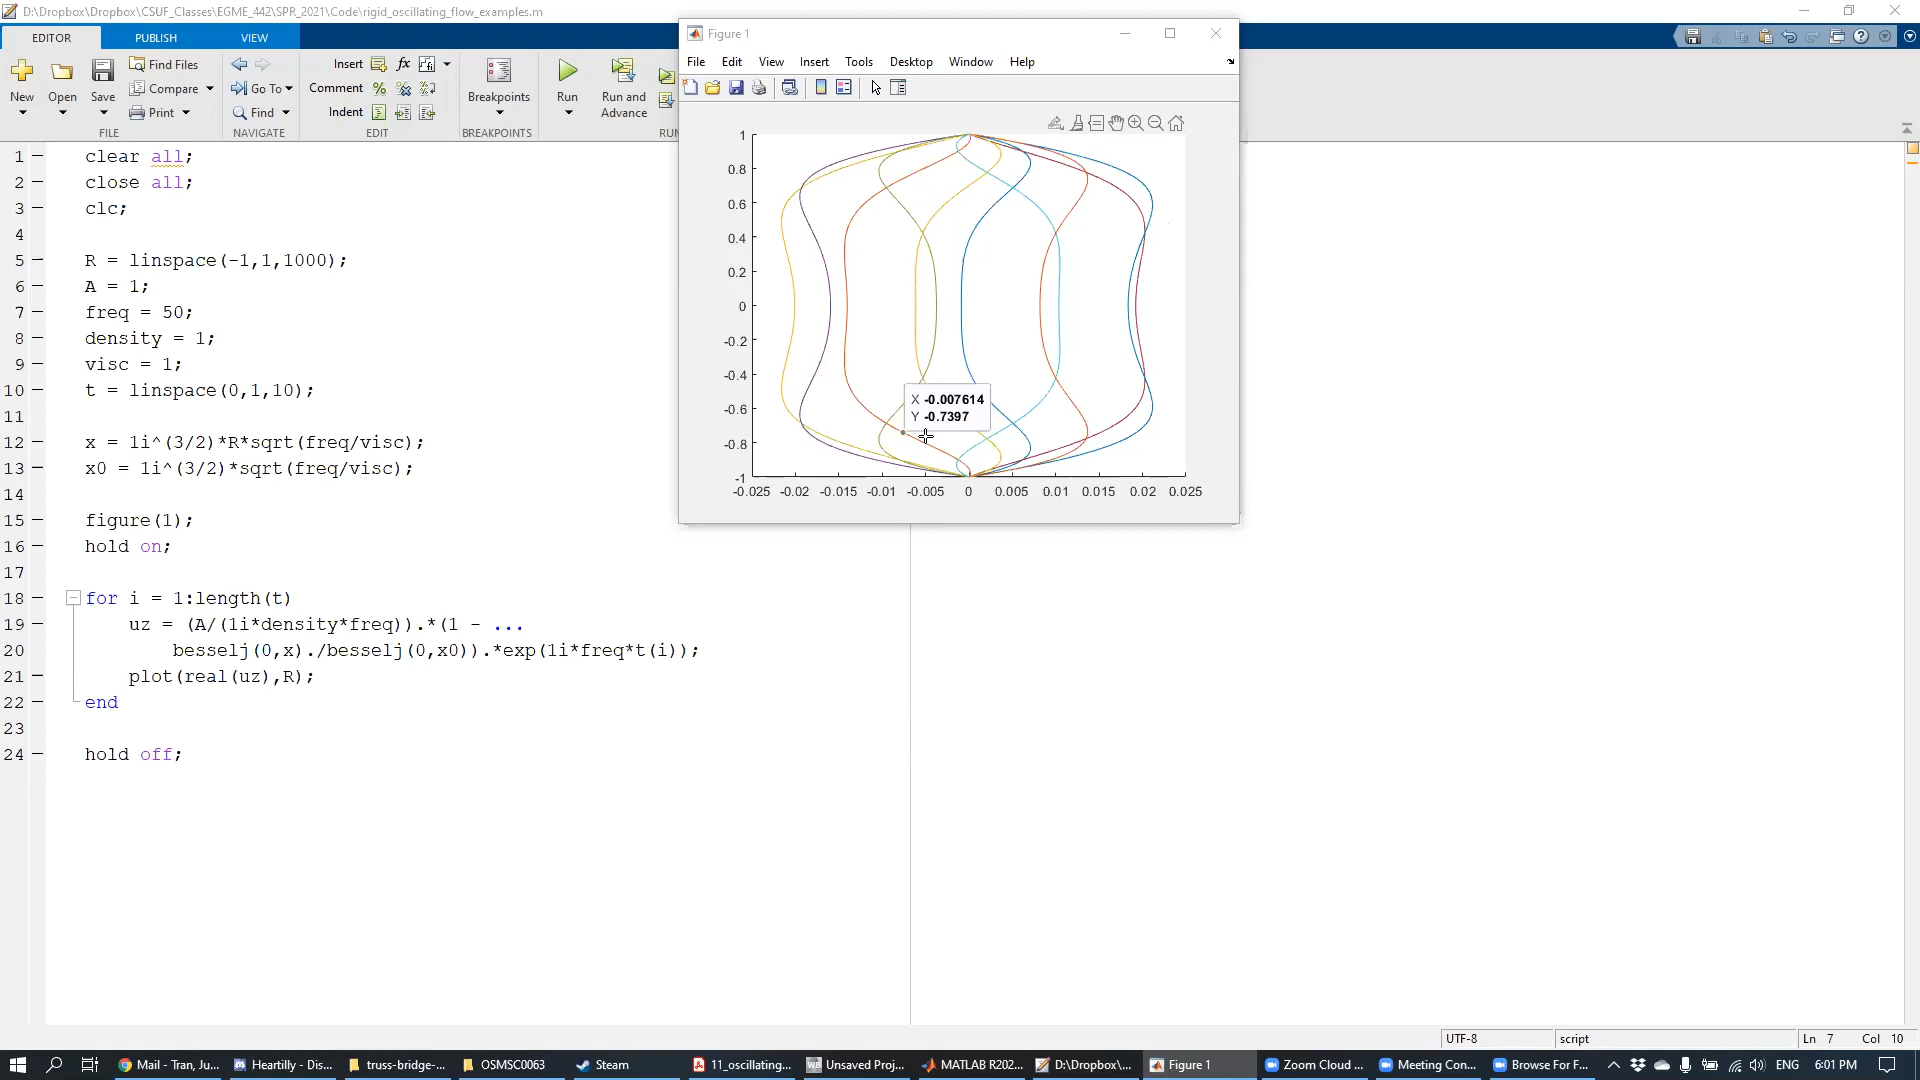 D:\Dropbox\Dropbox\CSUF_Classes\EGME_442\SPR_2021\Code\rigid_oscillating_flow_examples.m
EDITOR PUBLISH VIEW
New Open Save
Find Files
Compare
Print
FILE
Go To
Find
NAVIGATE
Insert fx
Comment
Indent
EDIT
Breakpoints
BREAKPOINTS
Run
Run and
Advance
RUN
1 clear all;
2 close all;
3 clc;
4
5 R = linspace(-1,1,1000);
6 A = 1;
7 freq = 50;
8 density = 1;
9 visc = 1;
10 t = linspace(0,1,10);
11
12 x = 1i^(3/2)*R*sqrt(freq/visc);
13 x0 = 1i^(3/2)*sqrt(freq/visc);
14
15 figure(1);
16 hold on;
17
18 for i = 1:length(t)
19 uz = (A/(1i*density*freq)).*(1 - ...
20 besselj(0,x)./besselj(0,x0)).*exp(1i*freq*t(i));
21 plot(real(uz),R);
22 end
23
24 hold off;
Figure 1
File Edit View Insert Tools Desktop Window Help
1
0.8
0.6
0.4
0.2
0
-0.2
-0.4
-0.6
-0.8
-1
X -0.007614
Y -0.7397
-0.025 -0.02 -0.015 -0.01 -0.005 0 0.005 0.01 0.015 0.02 0.025
UTF-8 script Ln 7 Col 10
Mail - Tran, Ju... Heartilly - Dis... truss-bridge-... OSMSC0063 Steam 11_oscillating... Unsaved Proj... MATLAB R202... D:\Dropbox\... Figure 1 Zoom Cloud ... Meeting Con... Browse For F... ENG 6:01 PM